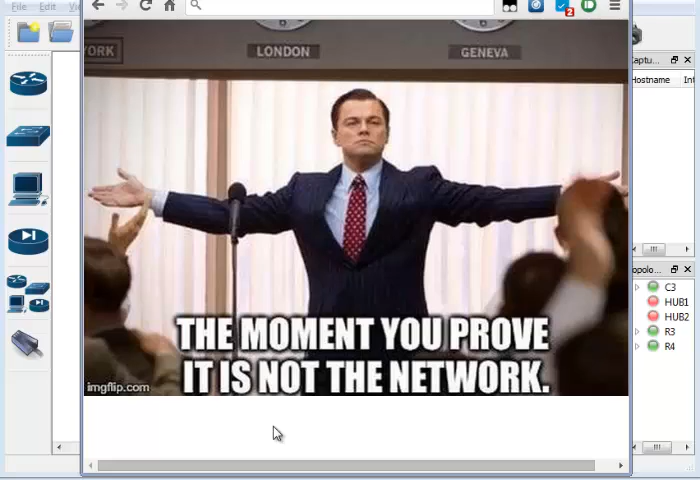 File
Edit
2
YORK
LONDON
GENEVA
THE MOMENT YOU PROVE
IT IS NOT THE NETWORK.
imgflip.com
Hostname
C3
HUB1
HUB2
R3
R4